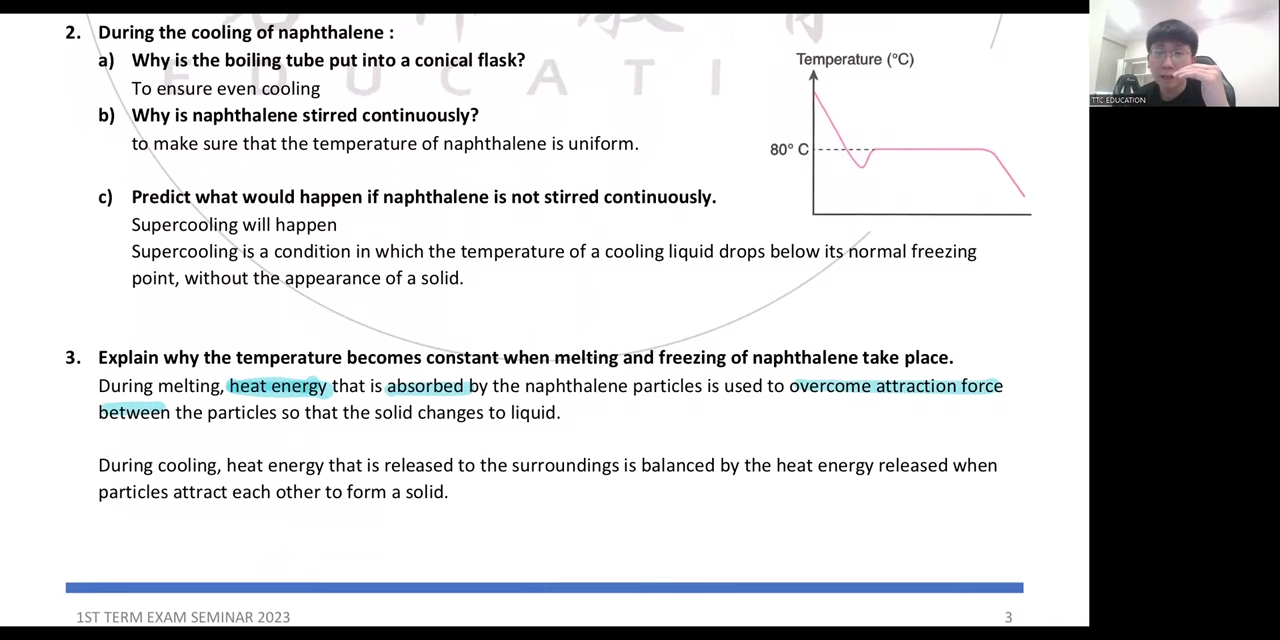 2. During the cooling of naphthalene :
a) Why is the boiling tube put into a conical flask?
To ensure even cooling
b) Why is naphthalene stirred continuously?
to make sure that the temperature of naphthalene is uniform.
Temperature (°C)
80° C
c) Predict what would happen if naphthalene is not stirred continuously.
Supercooling will happen
Supercooling is a condition in which the temperature of a cooling liquid drops below its normal freezing
point, without the appearance of a solid.
3. Explain why the temperature becomes constant when melting and freezing of naphthalene take place.
During melting, heat energy that is absorbed by the naphthalene particles is used to overcome attraction force
between the particles so that the solid changes to liquid.
During cooling, heat energy that is released to the surroundings is balanced by the heat energy released when
particles attract each other to form a solid.
1ST TERM EXAM SEMINAR 2023
3
E D U C A T I
TTC EDUCATION